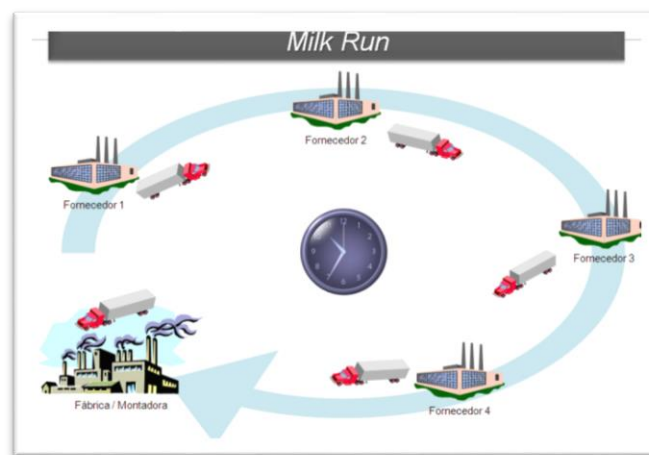 Milk Run
Fornecedor 2
Fornecedor 1
Fornecedor 3
Fábrica / Montadora
Fornecedor 4